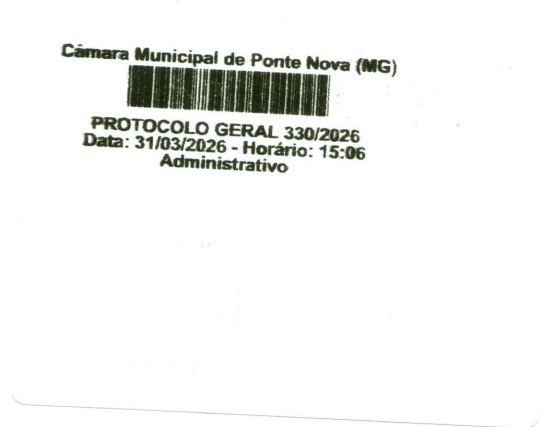 Câmara Municipal de Ponte Nova (MG)
PROTOCOLO GERAL 330/2026
Data: 31/03/2026 - Horário: 15:06
Administrativo